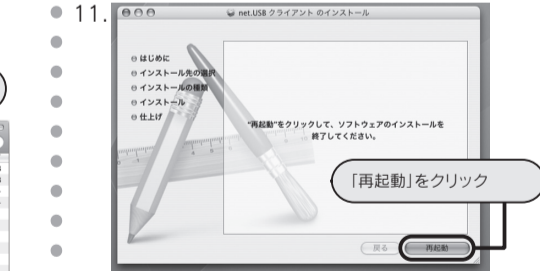 11.
net.USB クライアント のインストール
はじめに
インストール先の選択
インストールの種類
インストール
仕上げ
"再起動"をクリックして、ソフトウェアのインストールを
終了してください。
「再起動」をクリック
戻る
再起動